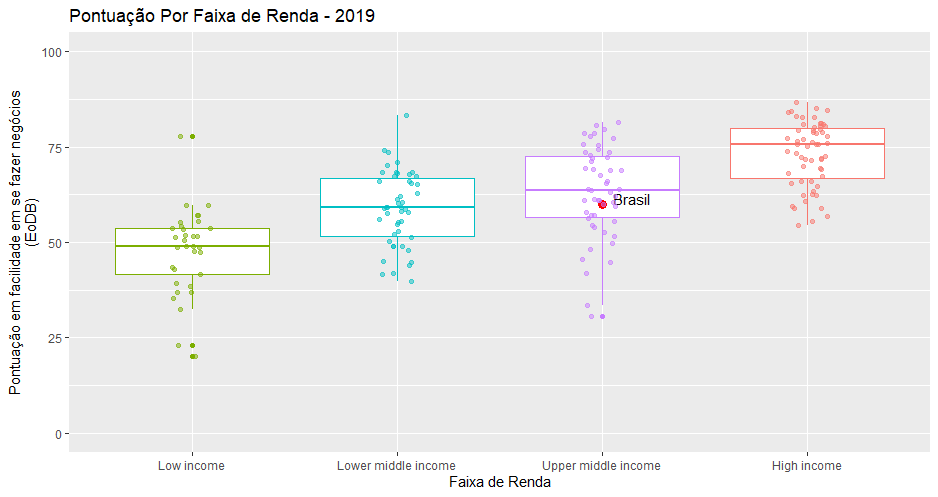 Pontuação Por Faixa de Renda - 2019
Pontuação em facilidade em se fazer negócios
(EoDB)
100
75
50
25
0
Brasil
Low income
Lower middle income
Upper middle income
High income
Faixa de Renda